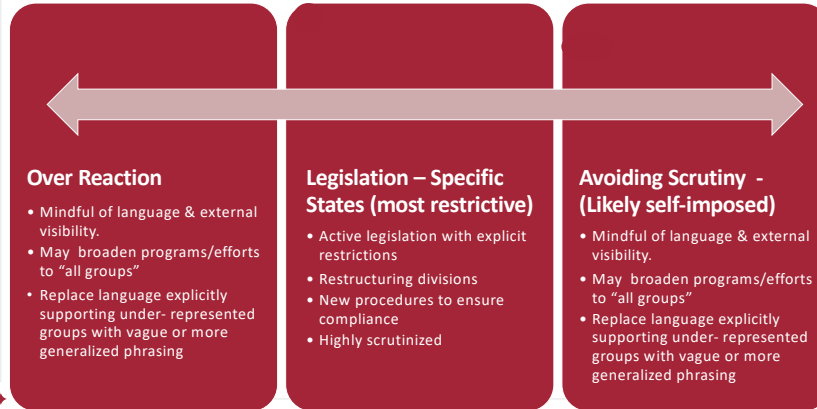 Over Reaction
• Mindful of language & external
visibility.
• May broaden programs/efforts
to “all groups”
• Replace language explicitly
supporting under- represented
groups with vague or more
generalized phrasing
Legislation – Specific
States (most restrictive)
• Active legislation with explicit
restrictions
• Restructuring divisions
• New procedures to ensure
compliance
• Highly scrutinized
Avoiding Scrutiny -
(Likely self-imposed)
• Mindful of language & external
visibility.
• May broaden programs/efforts
to “all groups”
• Replace language explicitly
supporting under- represented
groups with vague or more
generalized phrasing